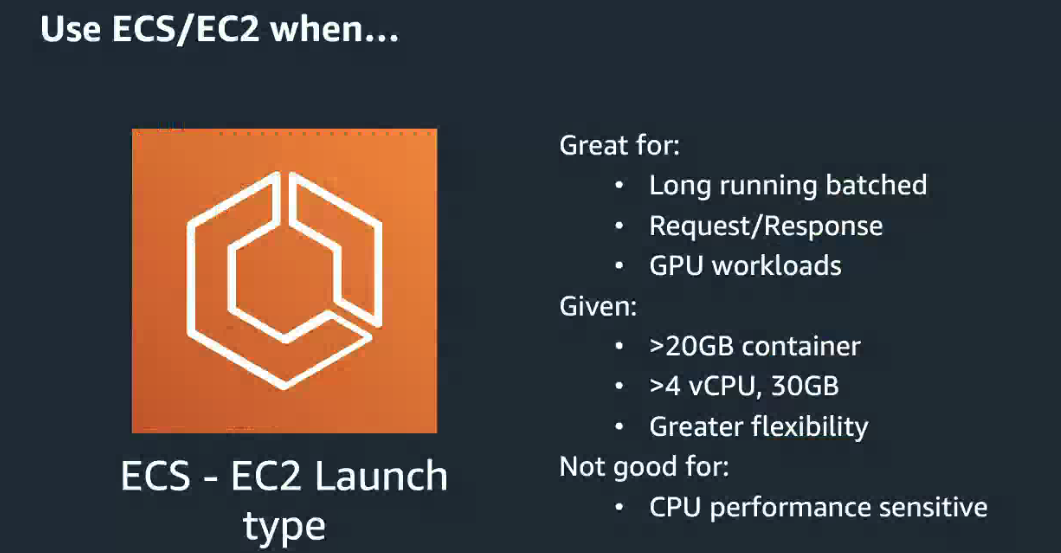 Use ECS/EC2 when...
Great for:
• Long running batched
• Request/Response
• GPU workloads
Given:
• >20GB container
• >4 vCPU, 30GB
• Greater flexibility
Not good for:
• CPU performance sensitive
ECS - EC2 Launch
type